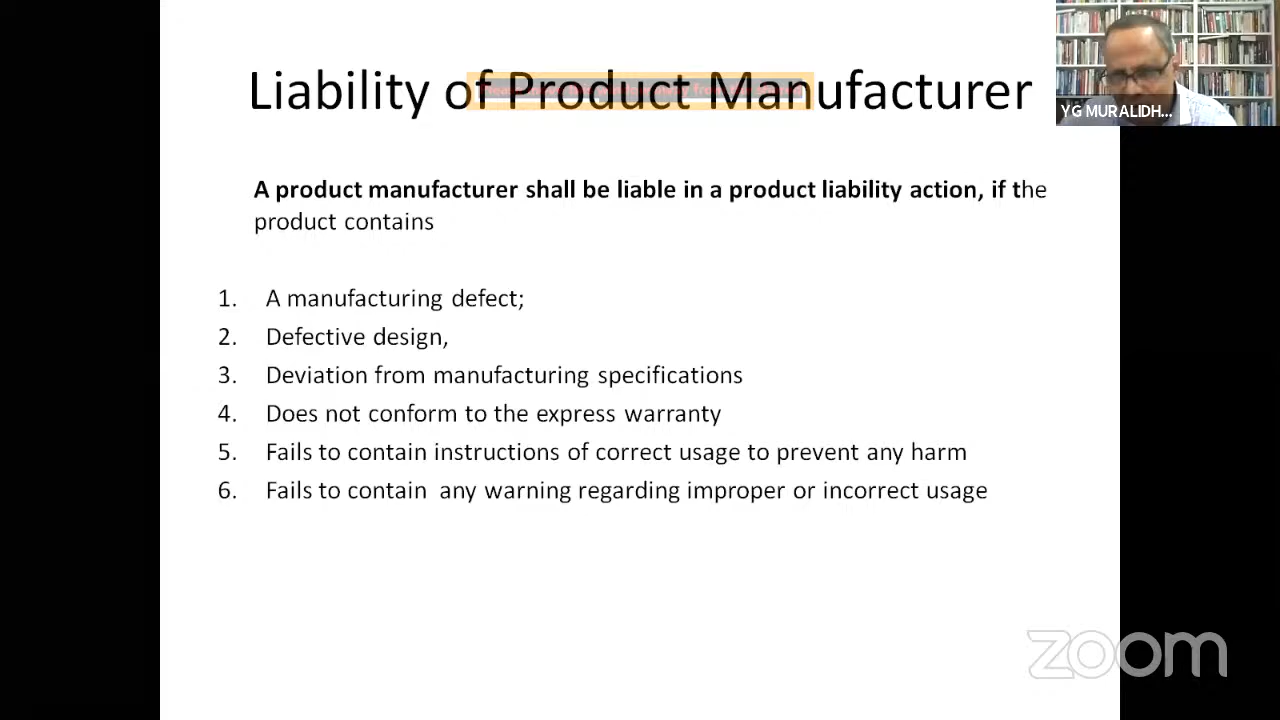 Liability of Product Manufacturer
YG MURALIDH...
A product manufacturer shall be liable in a product liability action, if the
product contains
1. A manufacturing defect;
2. Defective design,
3. Deviation from manufacturing specifications
4. Does not conform to the express warranty
5. Fails to contain instructions of correct usage to prevent any harm
6. Fails to contain any warning regarding improper or incorrect usage
zoom